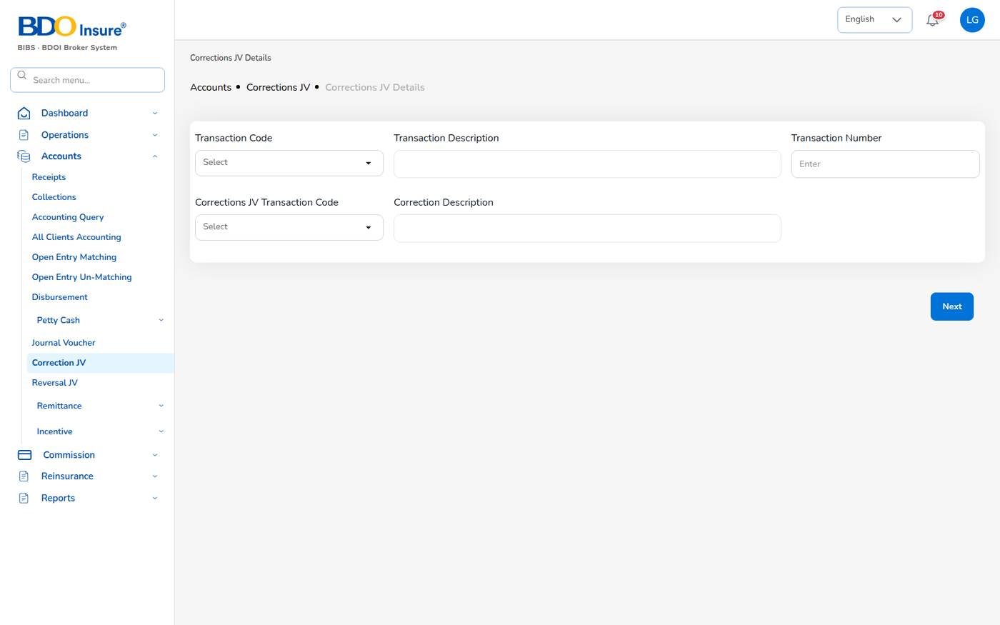 BDO Insure®
BIBS · BDOI Broker System
Search menu...
Dashboard
Operations
Accounts
Receipts
Collections
Accounting Query
All Clients Accounting
Open Entry Matching
Open Entry Un-Matching
Disbursement
Petty Cash
Journal Voucher
Correction JV
Reversal JV
Remittance
Incentive
Commission
Reinsurance
Reports
English
10
LG
Corrections JV Details
Accounts • Corrections JV • Corrections JV Details
Transaction Code
Transaction Description
Transaction Number
Select
Enter
Corrections JV Transaction Code
Correction Description
Select
Next